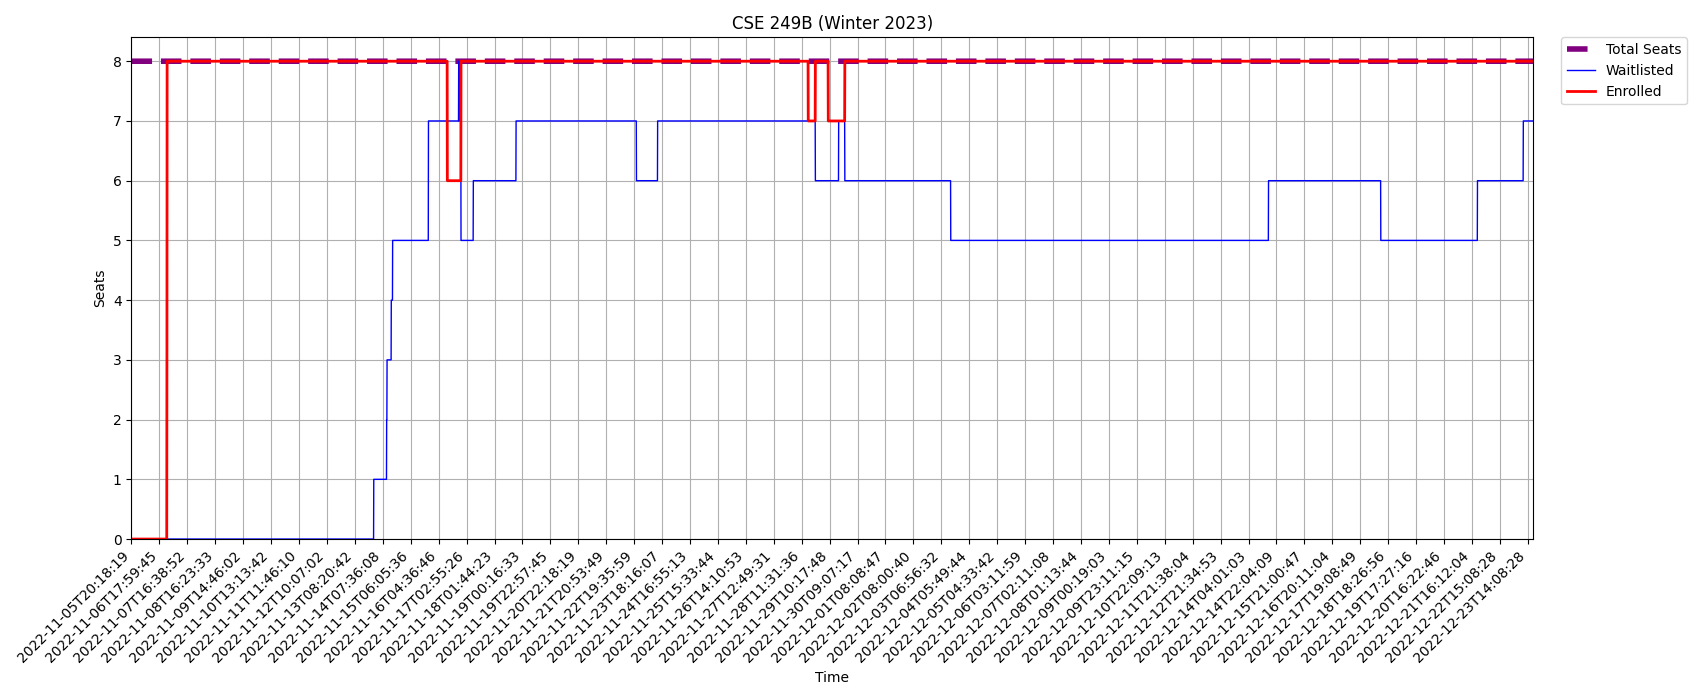 CSE 249B (Winter 2023)
Total Seats
Waitlisted
Enrolled
8
7
6
5
4
3
2
1
0
Seats
2022-11-05T20:18:19
2022-11-06T17:59:45
2022-11-07T16:38:52
2022-11-08T16:23:33
2022-11-09T14:46:02
2022-11-10T13:13:42
2022-11-11T11:46:10
2022-11-12T10:07:02
2022-11-13T08:20:42
2022-11-14T07:36:08
2022-11-15T06:05:36
2022-11-16T04:36:46
2022-11-17T02:55:26
2022-11-18T01:44:23
2022-11-19T00:16:33
2022-11-19T22:57:45
2022-11-20T22:18:19
2022-11-21T20:53:49
2022-11-22T19:35:59
2022-11-23T18:16:07
2022-11-24T16:55:13
2022-11-25T15:33:44
2022-11-26T14:10:53
2022-11-27T12:49:31
2022-11-28T11:31:36
2022-11-29T10:17:48
2022-11-30T09:07:17
2022-12-01T08:08:47
2022-12-02T08:00:40
2022-12-03T06:56:32
2022-12-04T05:49:44
2022-12-05T04:33:42
2022-12-06T03:11:59
2022-12-07T02:11:08
2022-12-08T01:13:44
2022-12-09T00:19:03
2022-12-09T23:11:15
2022-12-10T22:09:13
2022-12-11T21:38:04
2022-12-12T21:34:53
2022-12-14T04:01:03
2022-12-14T22:04:09
2022-12-15T21:00:47
2022-12-16T20:11:04
2022-12-17T19:08:49
2022-12-18T18:26:56
2022-12-19T17:27:16
2022-12-20T16:22:46
2022-12-21T16:12:04
2022-12-22T15:08:28
2022-12-23T14:08:28
Time